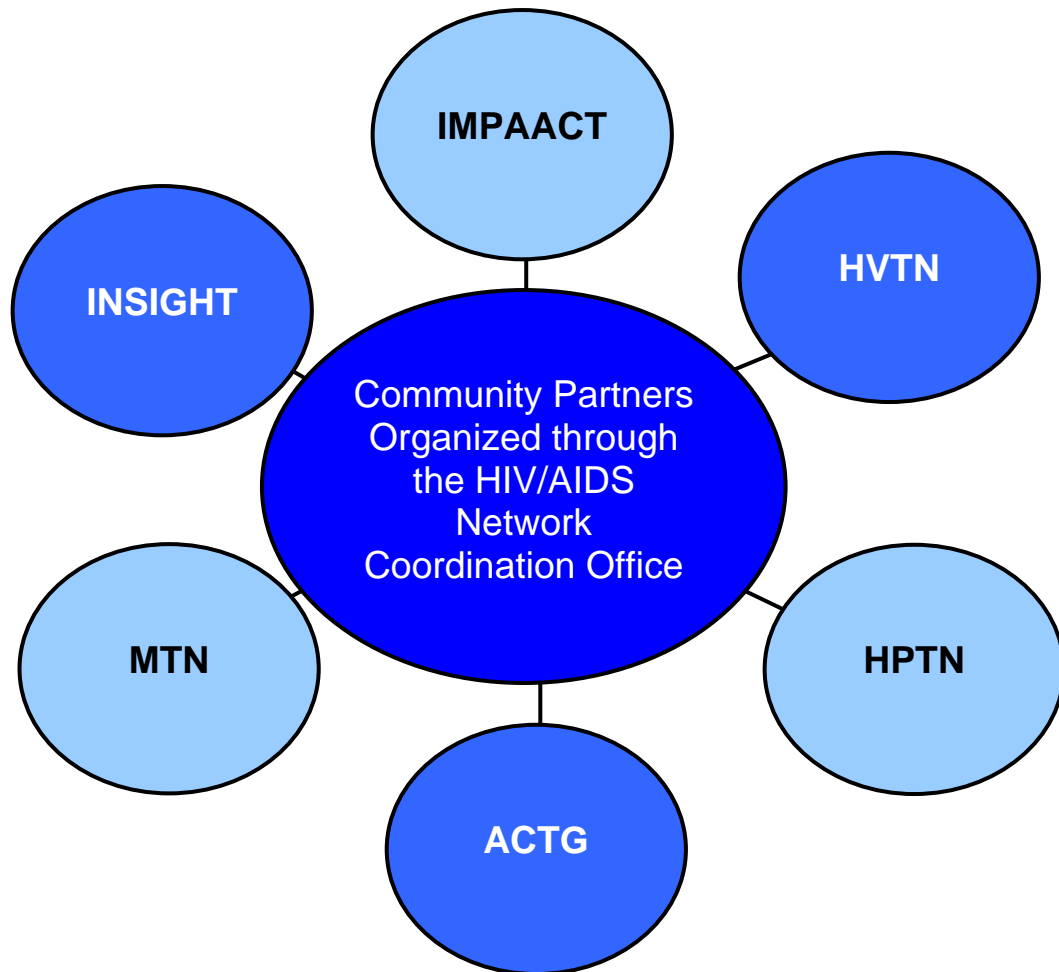 IMPAACT
HVTN
INSIGHT
Community Partners
Organized through
the HIV/AIDS
Network
Coordination Office
MTN
HPTN
ACTG